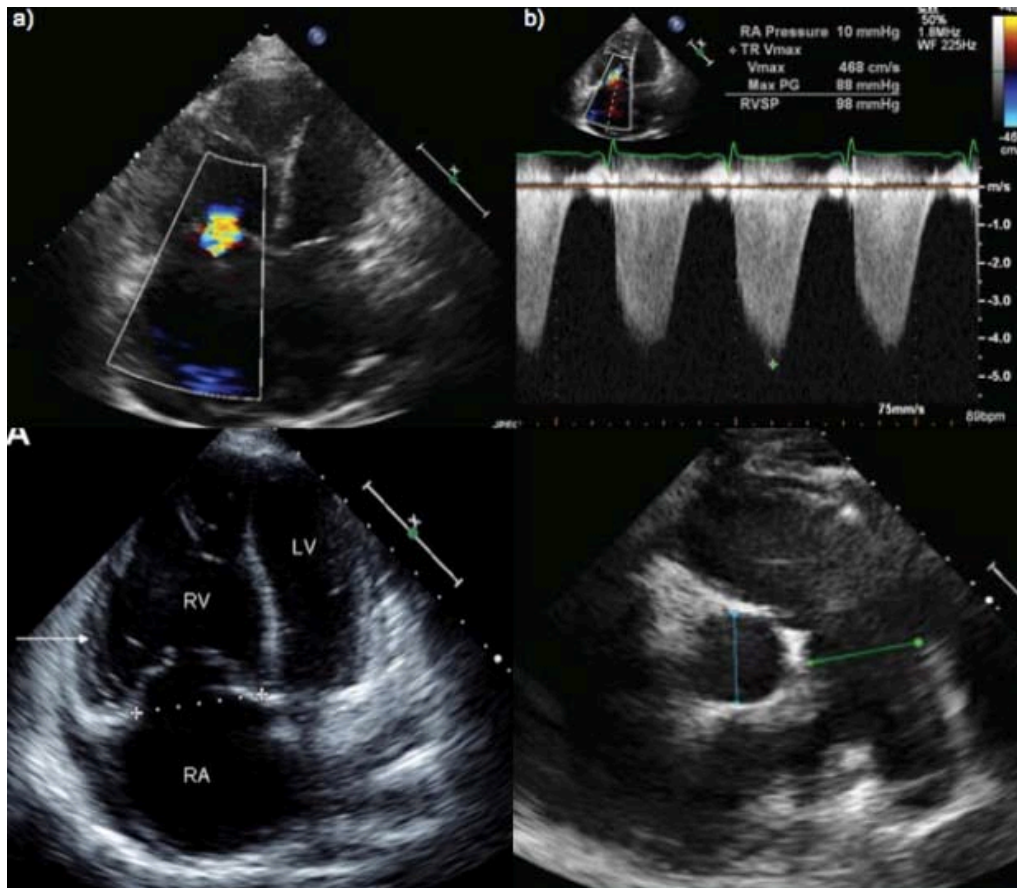 a)
b)
50%
1.8MHz
WF 225Hz
RA Pressure 10 mmHg
+ TR Vmax
Vmax 468 cm/s
Max PG 88 mmHg
RVSP 98 mmHg
m/s
-1.0
-2.0
-3.0
-4.0
-5.0
75mm/s
89bpm
A
LV
RV
RA